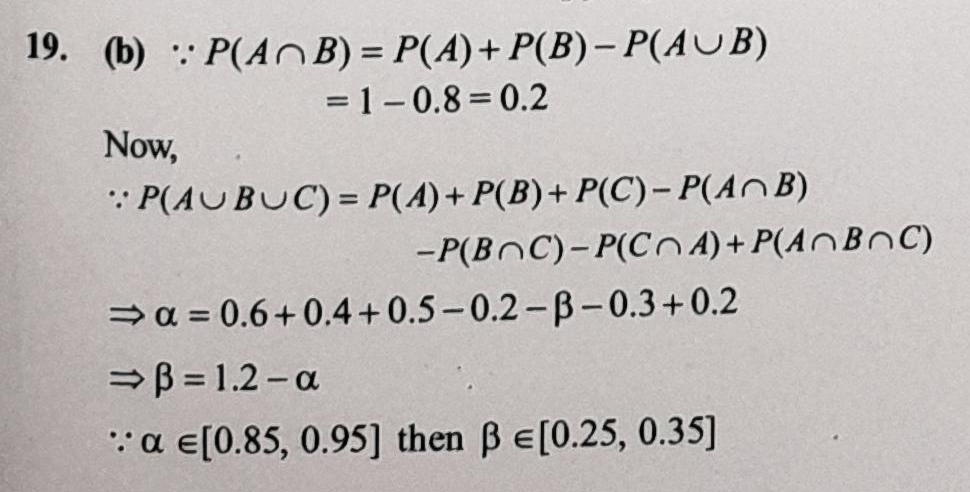 19. (b) ∵ P(A∩B) = P(A) + P(B) – P(A∪B)
= 1 – 0.8 = 0.2
Now,
∵ P(A∪B∪C) = P(A) + P(B) + P(C) – P(A∩B)
–P(B∩C) – P(C∩A) + P(A∩B∩C)
⇒ α = 0.6 + 0.4 + 0.5 – 0.2 – β – 0.3 + 0.2
⇒ β = 1.2 – α
∵ α ∈[0.85, 0.95] then β ∈[0.25, 0.35]